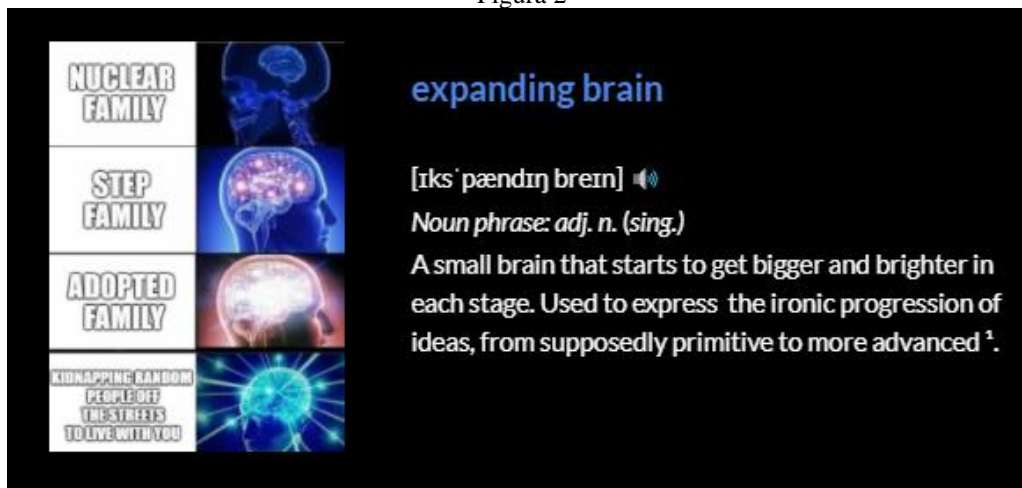 Figura 2
NUCLEAR
FAMILY
STEP
FAMILY
ADOPTED
FAMILY
KIDNAPPING RANDOM
PEOPLE OFF
THE STREETS
TO LIVE WITH YOU
expanding brain
[ɪksˈpændɪŋ breɪn]
Noun phrase: adj. n. (sing.)
A small brain that starts to get bigger and brighter in
each stage. Used to express the ironic progression of
ideas, from supposedly primitive to more advanced ¹.